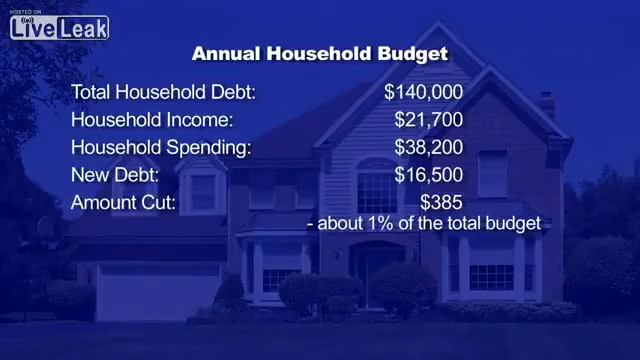 HOSTED ON
LiveLeak
Annual Household Budget
Total Household Debt: $140,000
Household Income: $21,700
Household Spending: $38,200
New Debt: $16,500
Amount Cut: $385
- about 1% of the total budget